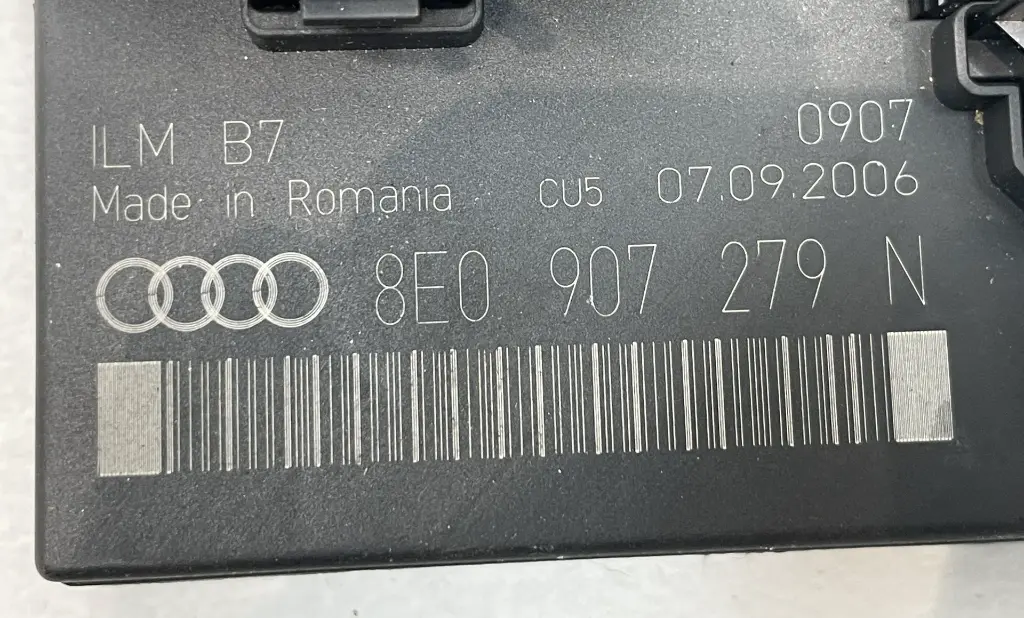 ILM B7 0907
Made in Romania CU5 07.09.2006
8E0 907 279 N